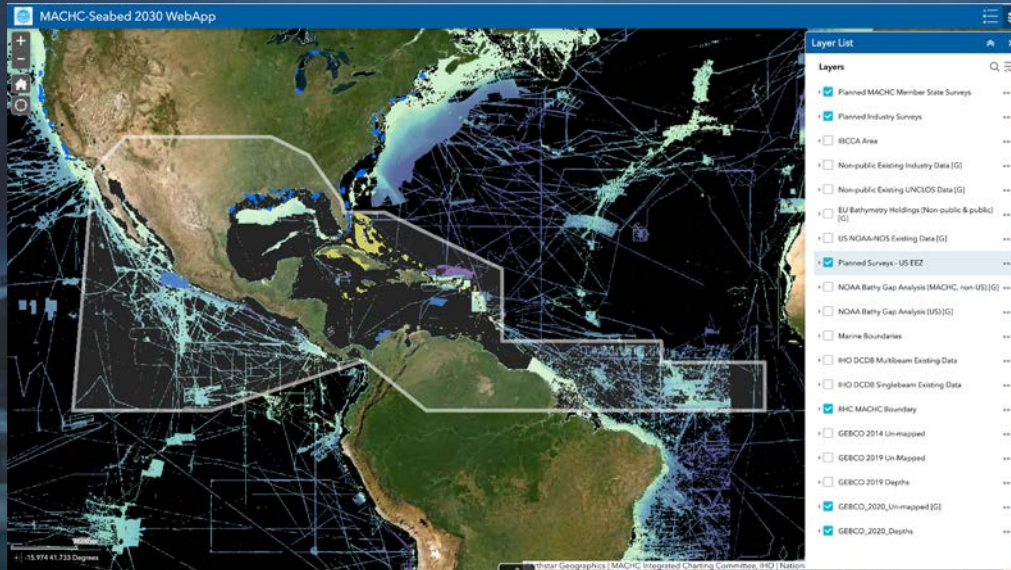 MACHC-Seabed 2030 WebApp
Layer List
Layers
Planned MACHC Member State Surveys
Planned Industry Surveys
IBCCA Area
Non-public Existing Industry Data [G]
Non-public Existing UNCLOS Data [G]
EU Bathymetry Holdings (Non-public & public)
[G]
US NOAA-NOS Existing Data [G]
Planned Surveys - US EEZ
NOAA Bathy Gap Analysis (MACHC, non-US) [G]
NOAA Bathy Gap Analysis (US) [G]
Marine Boundaries
IHO DCDB Multibeam Existing Data
IHO DCDB Singlebeam Existing Data
RHC MACHC Boundary
GEBCO 2014 Un-mapped
GEBCO 2019 Un-Mapped
GEBCO 2019 Depths
GEBCO_2020_Un-mapped [G]
GEBCO_2020_Depths
-15.974 41.733 Degrees
Geographics | MACHC Integrated Charting Committee, IHO |